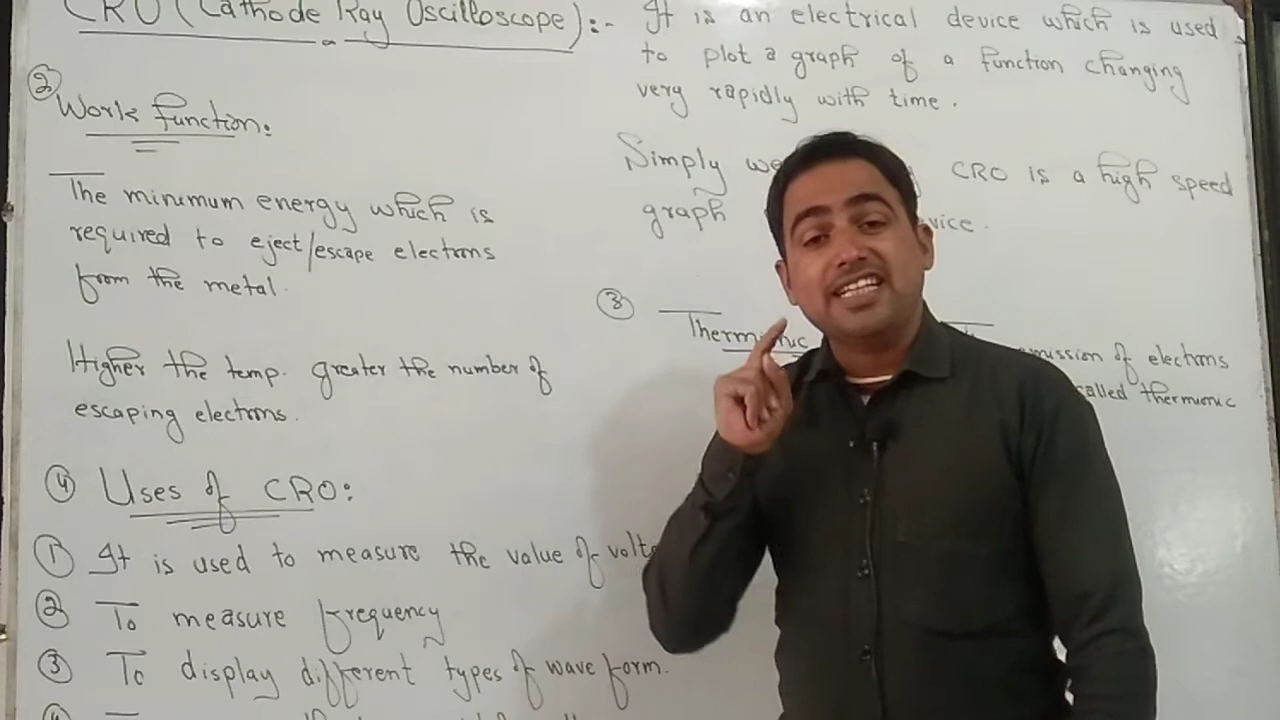 CRO (Cathode Ray Oscilloscope):-
It is an electrical device which is used
to plot a graph of a function changing
very rapidly with time.
Simply we CRO is a high speed
graph
② Work function:
The minimum energy which is
required to eject/escape electrons
from the metal.
Higher the temp. greater the number of
escaping electrons.
③ Thermionic
emission of electrons
called thermionic
④ Uses of CRO:
① It is used to measure the value of volt
② To measure frequency
③ To display different types of wave form.